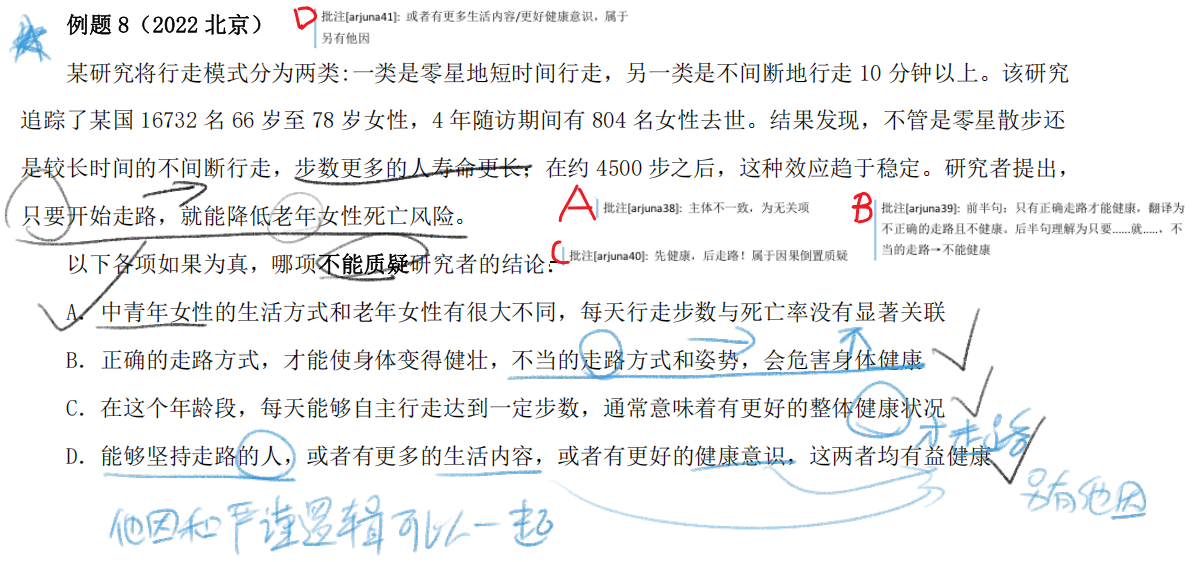 例题 8（2022 北京）
D 批注[arjuna41]: 或者有更多生活内容/更好健康意识，属于
另有他因
某研究将行走模式分为两类:一类是零星地短时间行走，另一类是不间断地行走 10 分钟以上。该研究
追踪了某国 16732 名 66 岁至 78 岁女性，4 年随访期间有 804 名女性去世。结果发现，不管是零星散步还
是较长时间的不间断行走，步数更多的人寿命更长；在约 4500 步之后，这种效应趋于稳定。研究者提出，
只要开始走路，就能降低老年女性死亡风险。
A 批注[arjuna38]: 主体不一致，为无关项
B 批注[arjuna39]: 前半句：只有正确走路才能健康，翻译为
不正确的走路且不健康。后半句理解为只要……就……，不
当的走路→不能健康
C 批注[arjuna40]: 先健康，后走路！属于因果倒置质疑
以下各项如果为真，哪项不能质疑研究者的结论：
A. 中青年女性的生活方式和老年女性有很大不同，每天行走步数与死亡率没有显著关联
B. 正确的走路方式，才能使身体变得健壮，不当的走路方式和姿势，会危害身体健康
C. 在这个年龄段，每天能够自主行走达到一定步数，通常意味着有更好的整体健康状况
才走路
D. 能够坚持走路的人，或者有更多的生活内容，或者有更好的健康意识，这两者均有益健康
另有他因
他因和严谨逻辑可以一起